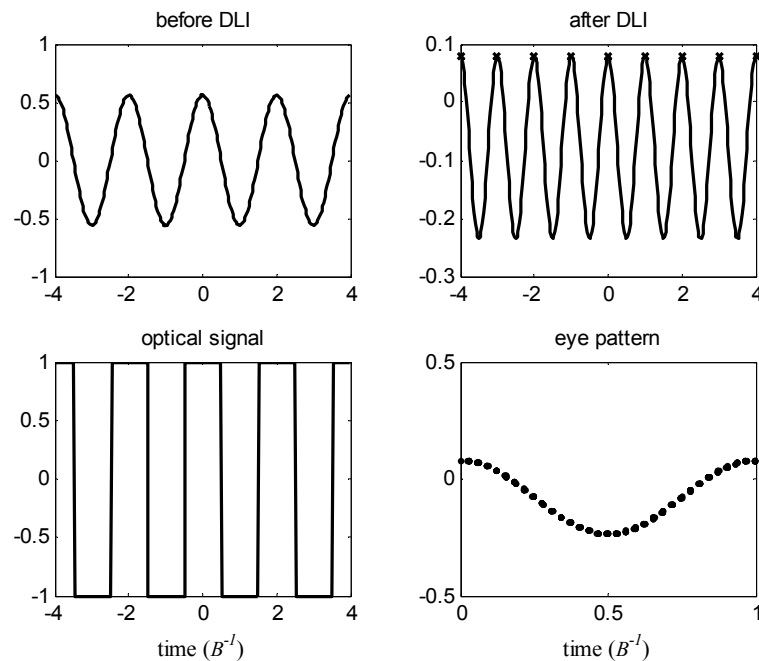 before DLI
1
0.5
0
-0.5
-1
-4 -2 0 2 4
after DLI
0.1
0
-0.1
-0.2
-0.3
-4 -2 0 2 4
optical signal
1
0.5
0
-0.5
-1
-4 -2 0 2 4
time (B⁻¹)
eye pattern
0.5
0
-0.5
0 0.5 1
time (B⁻¹)